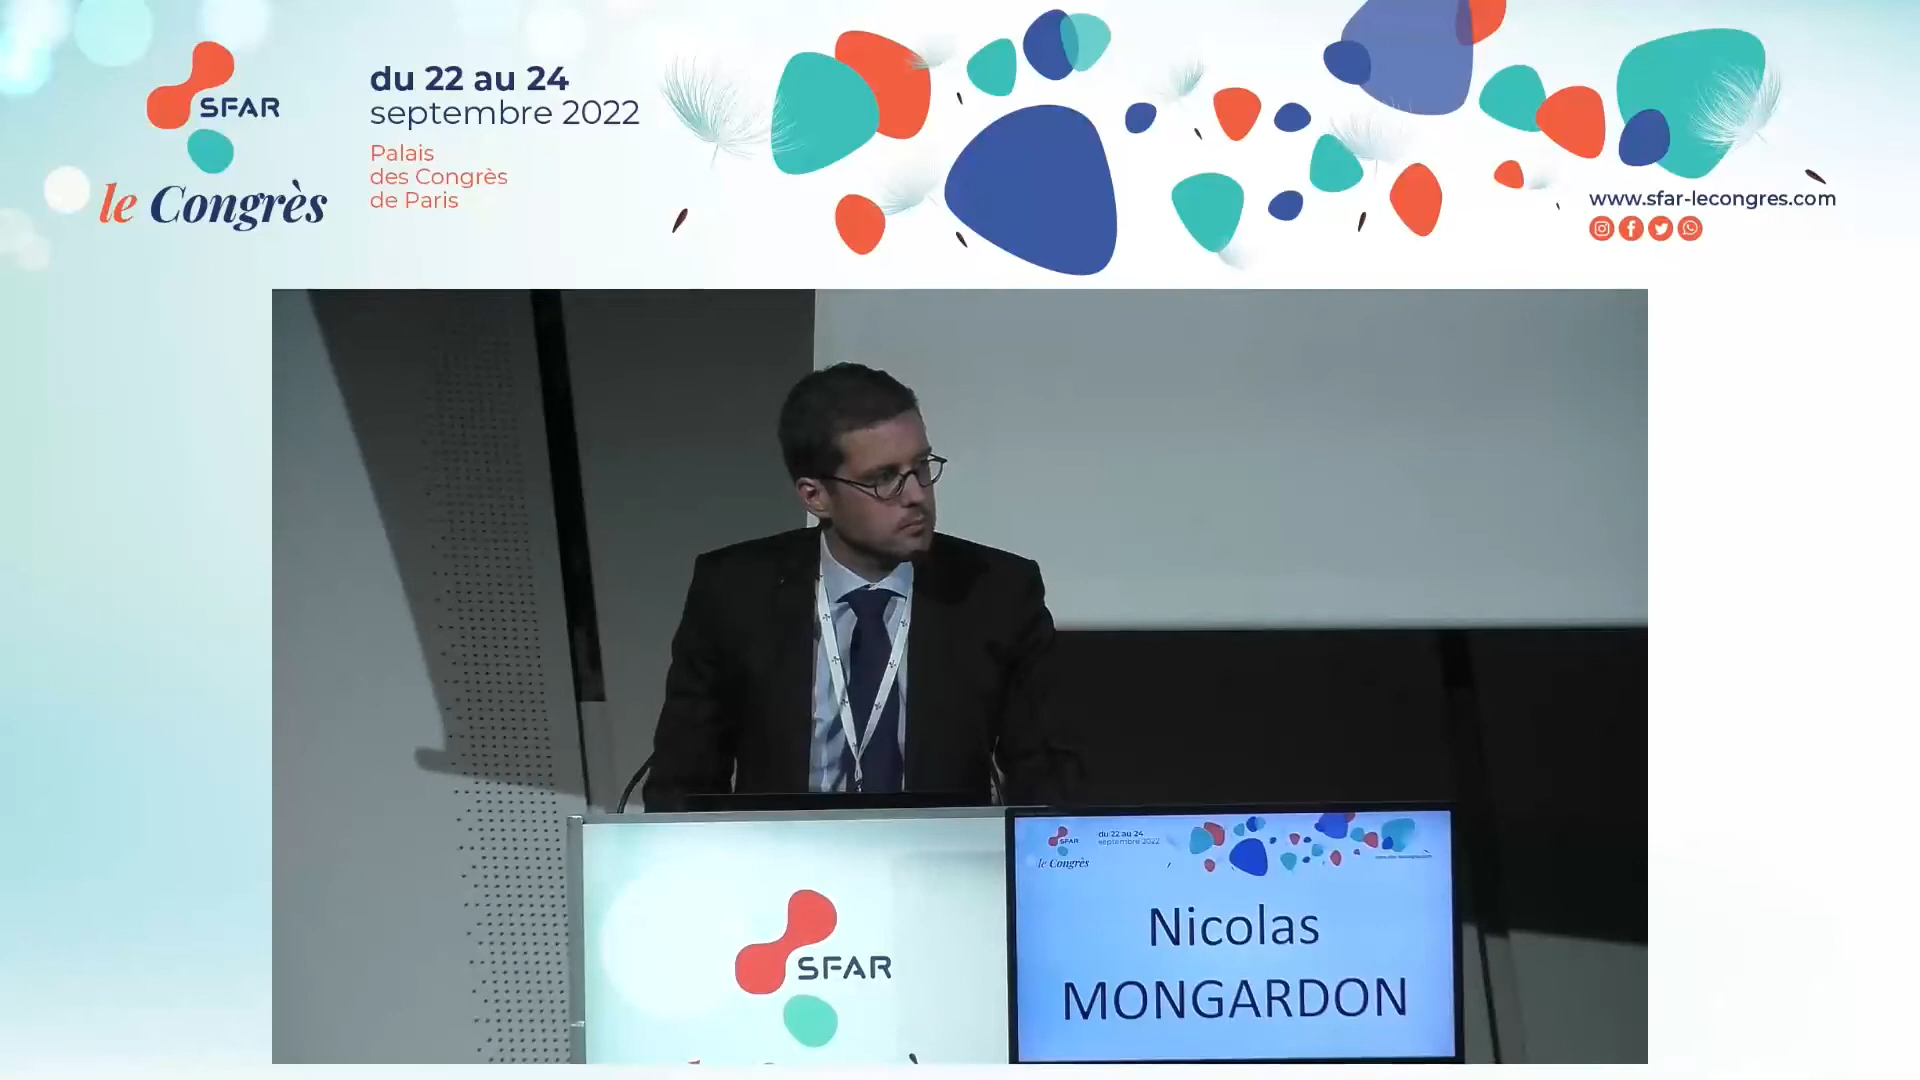 SFAR
le Congrès
du 22 au 24
septembre 2022
Palais
des Congrès
de Paris
www.sfar-lecongres.com
SFAR
SFAR
le Congrès
du 22 au 24
septembre 2022
Nicolas
MONGARDON